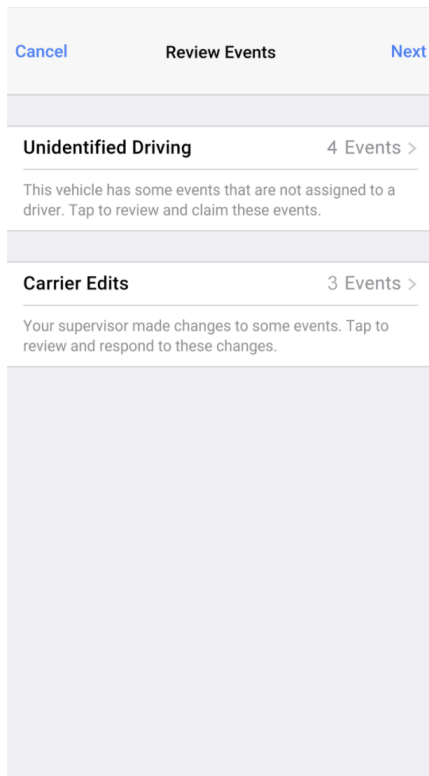 Cancel Review Events Next
Unidentified Driving 4 Events >
This vehicle has some events that are not assigned to a
driver. Tap to review and claim these events.
Carrier Edits 3 Events >
Your supervisor made changes to some events. Tap to
review and respond to these changes.